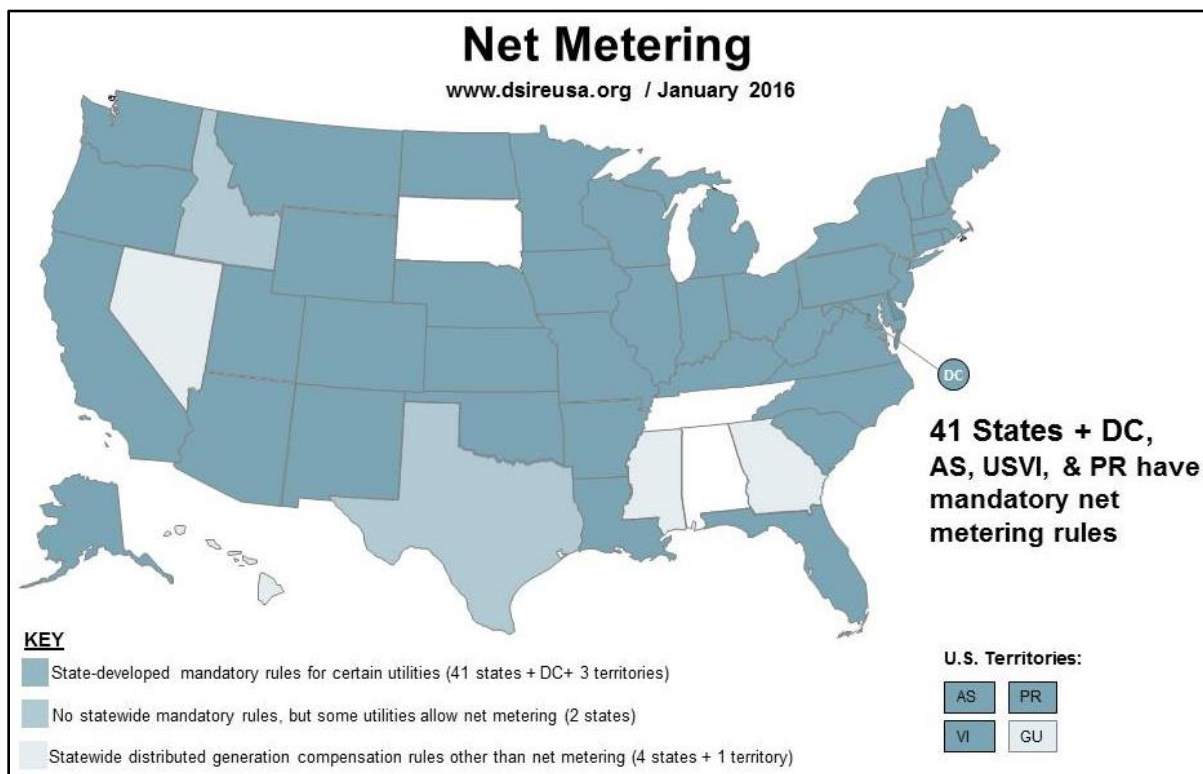 Net Metering
www.dsireusa.org / January 2016
DC
41 States + DC,
AS, USVI, & PR have
mandatory net
metering rules
KEY
State-developed mandatory rules for certain utilities (41 states + DC+ 3 territories)
No statewide mandatory rules, but some utilities allow net metering (2 states)
Statewide distributed generation compensation rules other than net metering (4 states + 1 territory)
U.S. Territories:
AS PR
VI GU